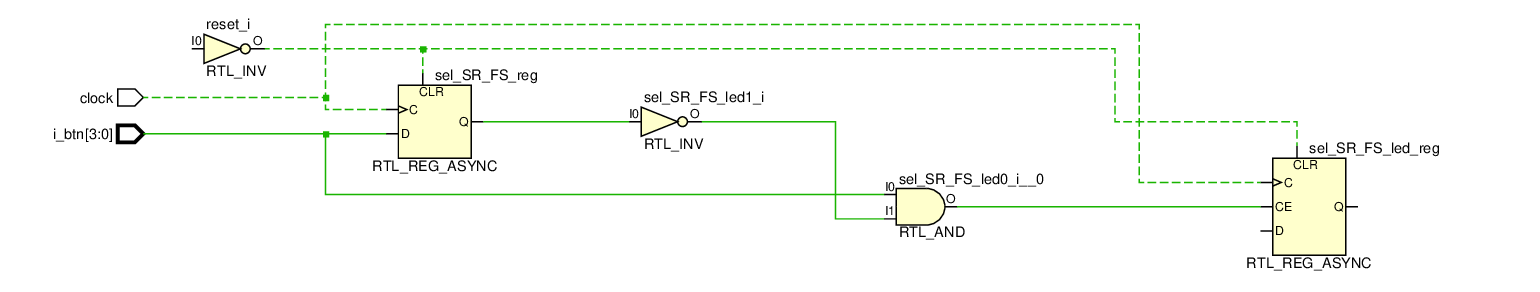 reset_i
I0
O
RTL_INV
clock
i_btn[3:0]
sel_SR_FS_reg
CLR
C
D
Q
RTL_REG_ASYNC
sel_SR_FS_led1_i
I0
O
RTL_INV
sel_SR_FS_led0_i__0
I0
I1
O
RTL_AND
sel_SR_FS_led_reg
CLR
C
CE
D
Q
RTL_REG_ASYNC